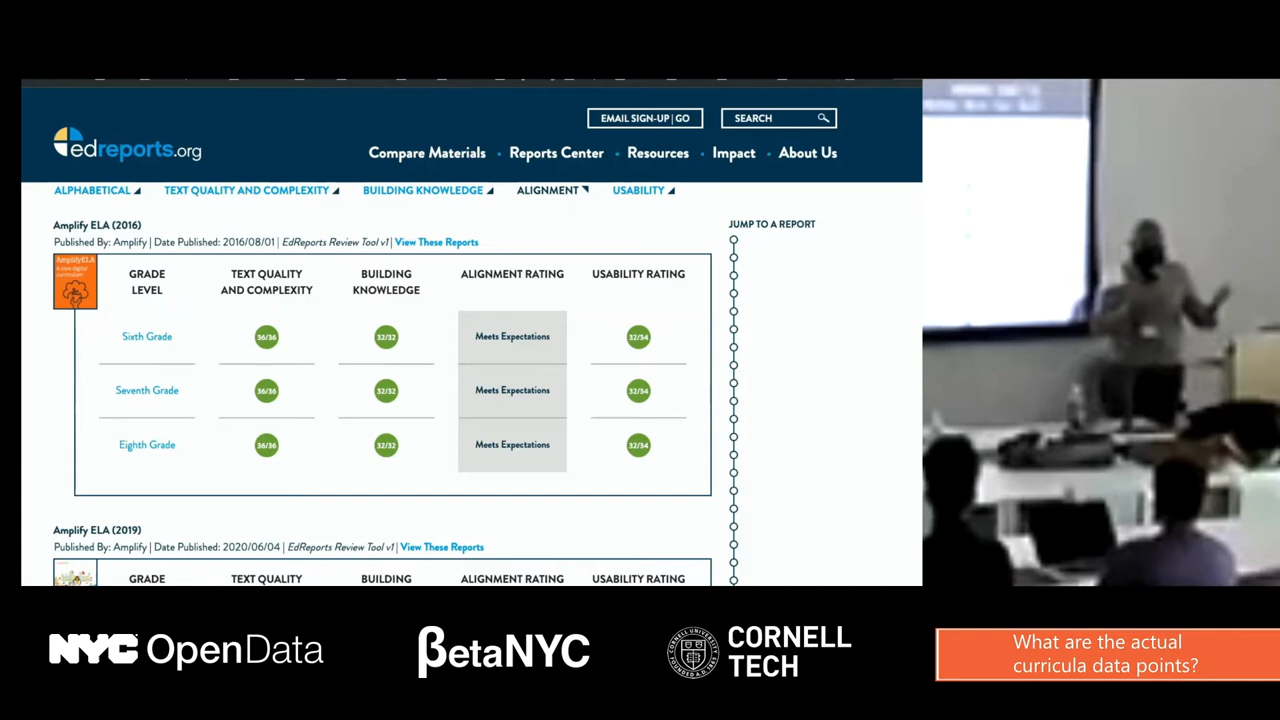 EMAIL SIGN-UP | GO
SEARCH
edreports.org
Compare Materials • Reports Center • Resources • Impact • About Us
ALPHABETICAL
TEXT QUALITY AND COMPLEXITY
BUILDING KNOWLEDGE
ALIGNMENT
USABILITY
Amplify ELA (2016)
Published By: Amplify | Date Published: 2016/08/01 | EdReports Review Tool v1 | View These Reports
JUMP TO A REPORT
AmplifyELA
A core digital
curriculum
GRADE
LEVEL
TEXT QUALITY
AND COMPLEXITY
BUILDING
KNOWLEDGE
ALIGNMENT RATING
USABILITY RATING
Sixth Grade 36/36 32/32 Meets Expectations 32/34
Seventh Grade 36/36 32/32 Meets Expectations 32/34
Eighth Grade 36/36 32/32 Meets Expectations 32/34
Amplify ELA (2019)
Published By: Amplify | Date Published: 2020/06/04 | EdReports Review Tool v1 | View These Reports
GRADE
TEXT QUALITY
BUILDING
ALIGNMENT RATING
USABILITY RATING
NYC OpenData
βetaNYC
CORNELL
TECH
What are the actual
curricula data points?